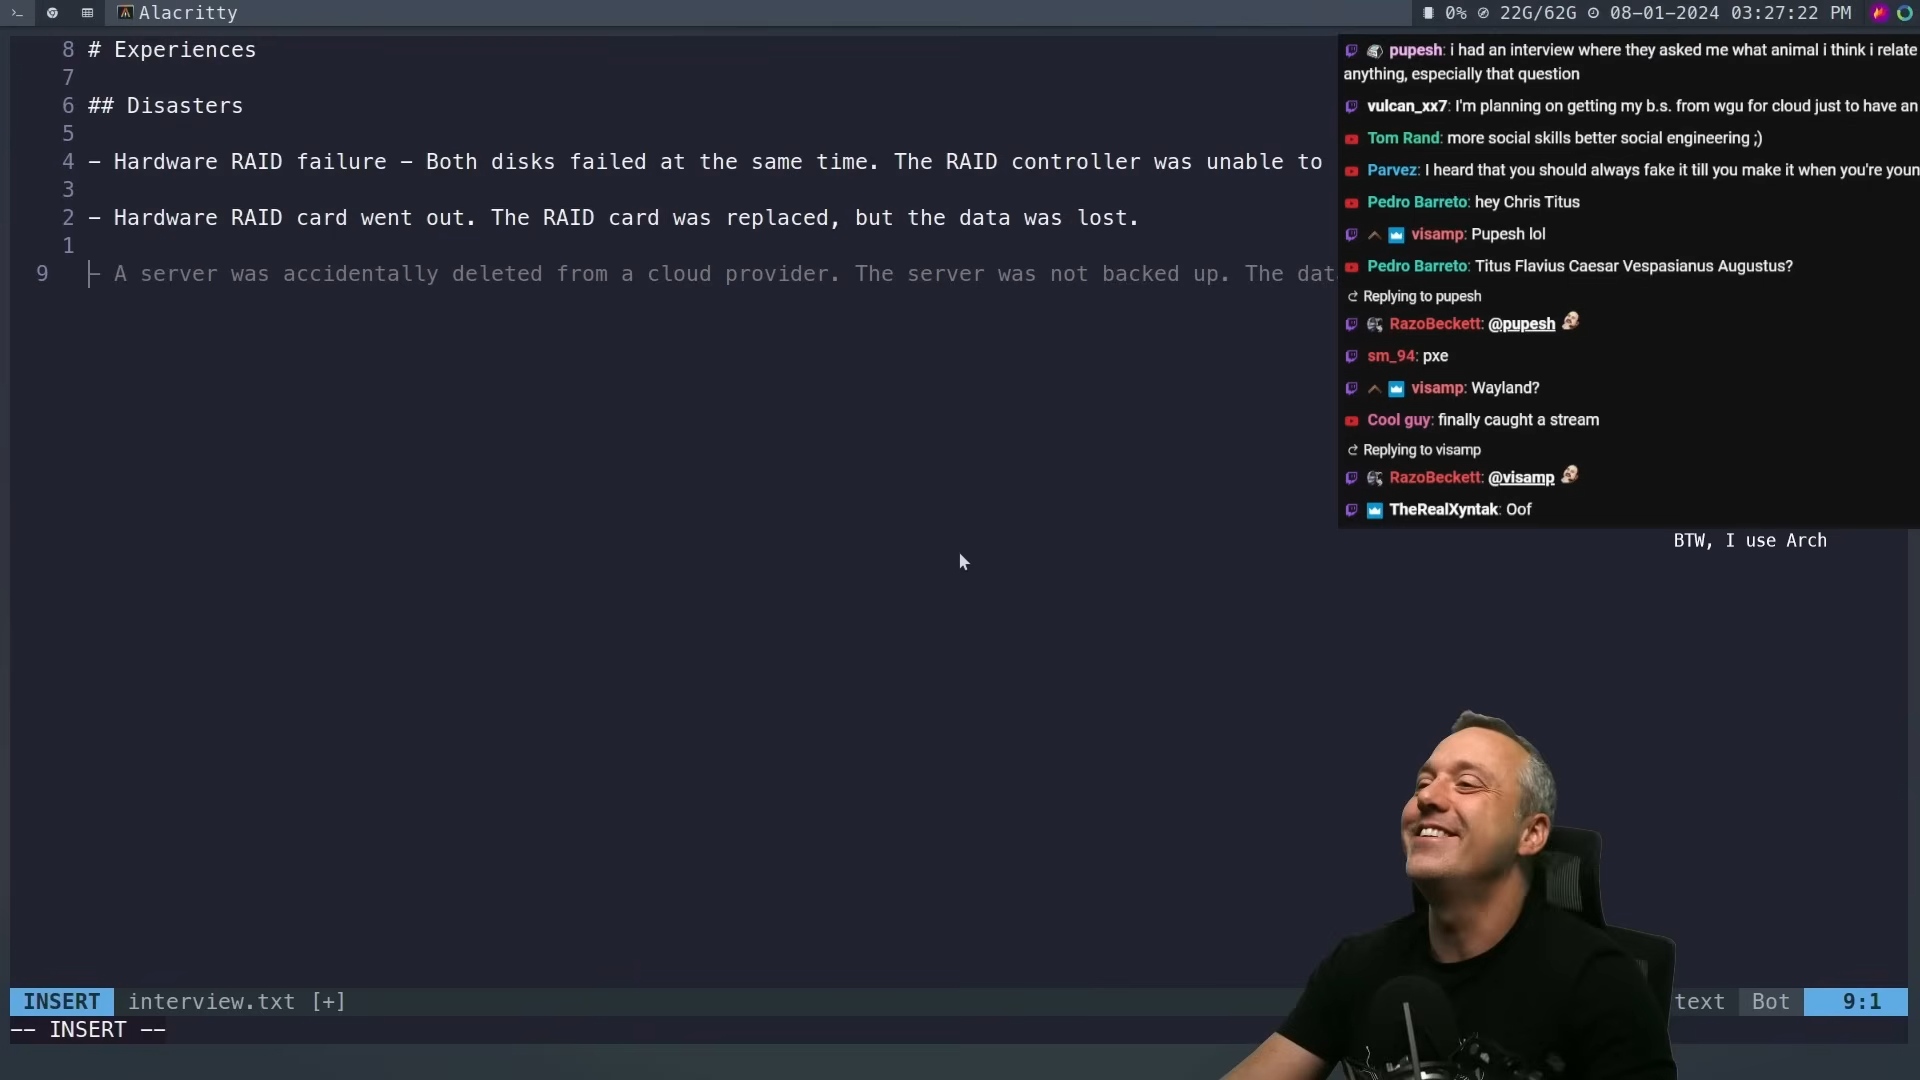 >_ Alacritty 0% 22G/62G 08-01-2024 03:27:22 PM
8 # Experiences
7
6 ## Disasters
5
4 - Hardware RAID failure - Both disks failed at the same time. The RAID controller was unable to
3
2 - Hardware RAID card went out. The RAID card was replaced, but the data was lost.
1
9 - A server was accidentally deleted from a cloud provider. The server was not backed up. The dat
pupesh: i had an interview where they asked me what animal i think i relate
anything, especially that question
vulcan_xx7: I'm planning on getting my b.s. from wgu for cloud just to have an
Tom Rand: more social skills better social engineering ;)
Parvez: I heard that you should always fake it till you make it when you're youn
Pedro Barreto: hey Chris Titus
visamp: Pupesh lol
Pedro Barreto: Titus Flavius Caesar Vespasianus Augustus?
Replying to pupesh
RazoBeckett: @pupesh
sm_94: pxe
visamp: Wayland?
Cool guy: finally caught a stream
Replying to visamp
RazoBeckett: @visamp
TheRealXyntak: Oof
BTW, I use Arch
INSERT interview.txt [+] text Bot 9:1
-- INSERT --